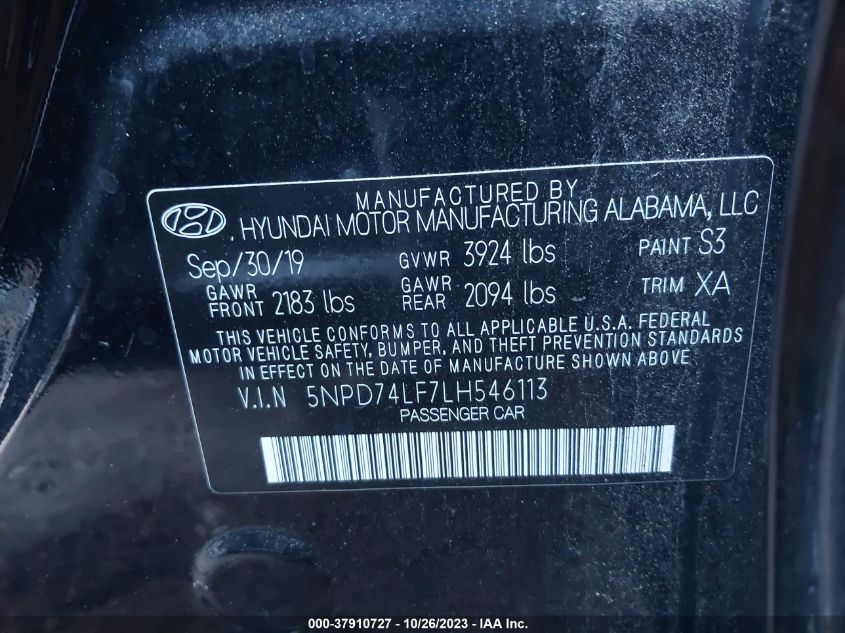 MANUFACTURED BY
, HYUNDAI MOTOR MANUFACTURING ALABAMA, LLC
Sep/30/19 GVWR 3924 lbs PAINT S3
GAWR FRONT 2183 lbs GAWR REAR 2094 lbs TRIM XA
THIS VEHICLE CONFORMS TO ALL APPLICABLE U.S.A. FEDERAL
MOTOR VEHICLE SAFETY, BUMPER, AND THEFT PREVENTION STANDARDS
IN EFFECT ON THE DATE OF MANUFACTURE SHOWN ABOVE.
V.I.N 5NPD74LF7LH546113
PASSENGER CAR
000-37910727 - 10/26/2023 - IAA Inc.